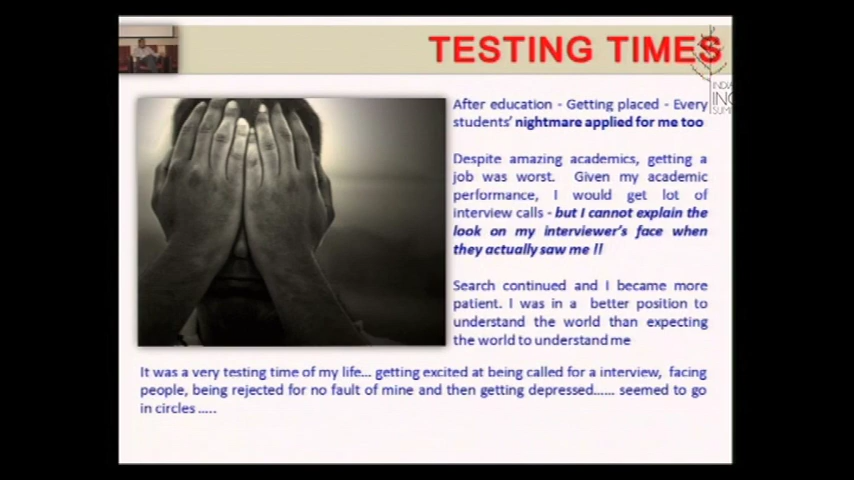 TESTING TIMES
After education - Getting placed - Every
students' nightmare applied for me too
Despite amazing academics, getting a
job was worst. Given my academic
performance, I would get lot of
interview calls - but I cannot explain the
look on my interviewer's face when
they actually saw me !!
Search continued and I became more
patient. I was in a better position to
understand the world than expecting
the world to understand me
It was a very testing time of my life... getting excited at being called for a interview, facing
people, being rejected for no fault of mine and then getting depressed...... seemed to go
in circles .....